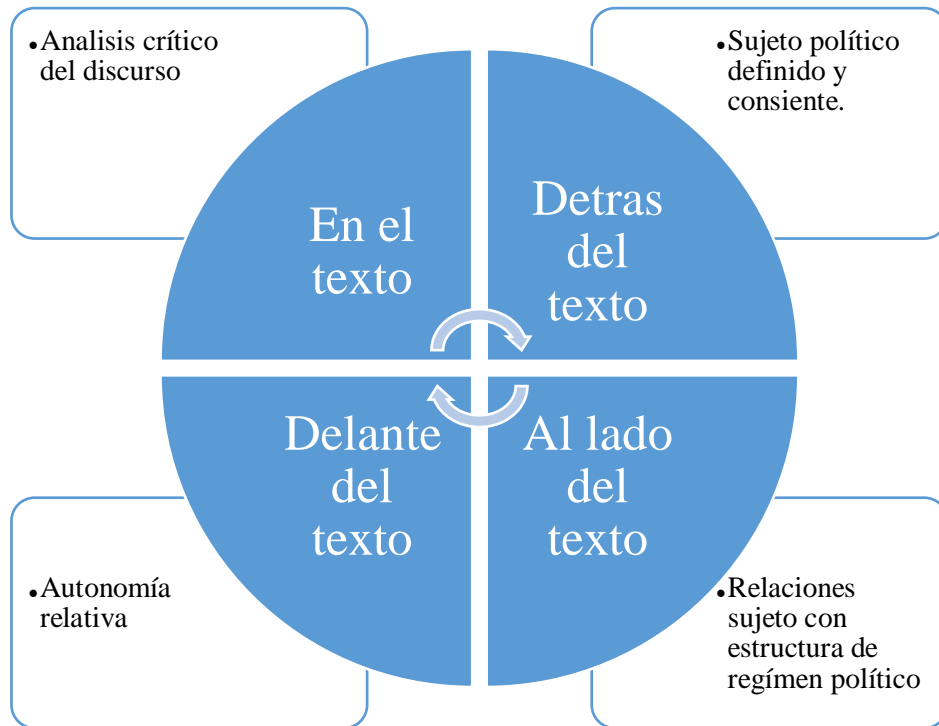 •Analisis crítico
del discurso
•Sujeto político
definido y
consiente.
En el
texto
Detras
del
texto
Delante
del
texto
Al lado
del
texto
•Autonomía
relativa
•Relaciones
sujeto con
estructura de
regímen político